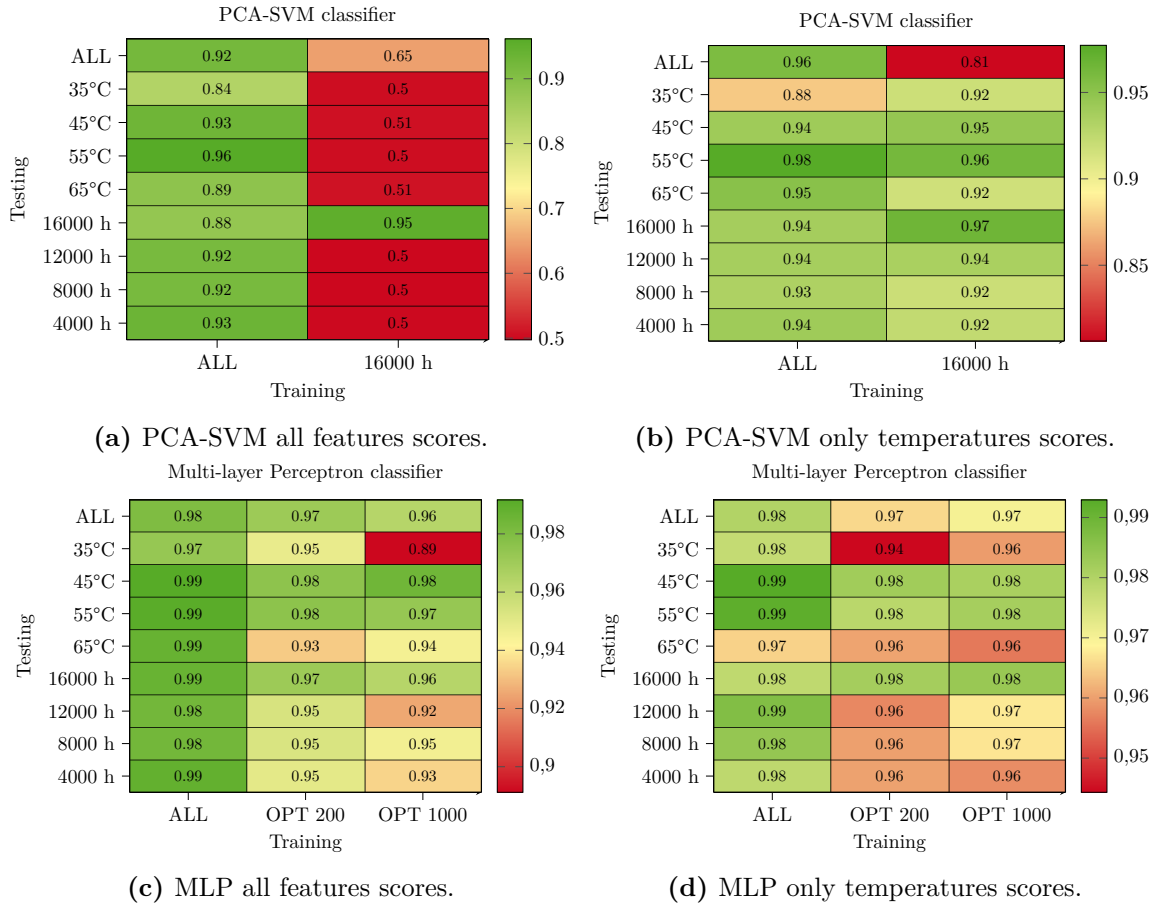 PCA-SVM classifier
Testing
ALL 0.92 0.65
35°C 0.84 0.5
45°C 0.93 0.51
55°C 0.96 0.5
65°C 0.89 0.51
16000 h 0.88 0.95
12000 h 0.92 0.5
8000 h 0.92 0.5
4000 h 0.93 0.5
ALL 16000 h
Training
0.9
0.8
0.7
0.6
0.5
(a) PCA-SVM all features scores.
PCA-SVM classifier
Testing
ALL 0.96 0.81
35°C 0.88 0.92
45°C 0.94 0.95
55°C 0.98 0.96
65°C 0.95 0.92
16000 h 0.94 0.97
12000 h 0.94 0.94
8000 h 0.93 0.92
4000 h 0.94 0.92
ALL 16000 h
Training
0.95
0.9
0.85
(b) PCA-SVM only temperatures scores.
Multi-layer Perceptron classifier
Testing
ALL 0.98 0.97 0.96
35°C 0.97 0.95 0.89
45°C 0.99 0.98 0.98
55°C 0.99 0.98 0.97
65°C 0.99 0.93 0.94
16000 h 0.99 0.97 0.96
12000 h 0.98 0.95 0.92
8000 h 0.98 0.95 0.95
4000 h 0.99 0.95 0.93
ALL OPT 200 OPT 1000
Training
0,98
0,96
0,94
0,92
0,9
(c) MLP all features scores.
Multi-layer Perceptron classifier
Testing
ALL 0.98 0.97 0.97
35°C 0.98 0.94 0.96
45°C 0.99 0.98 0.98
55°C 0.99 0.98 0.98
65°C 0.97 0.96 0.96
16000 h 0.98 0.98 0.98
12000 h 0.99 0.96 0.97
8000 h 0.98 0.96 0.97
4000 h 0.98 0.96 0.96
ALL OPT 200 OPT 1000
Training
0,99
0,98
0,97
0,96
0,95
(d) MLP only temperatures scores.